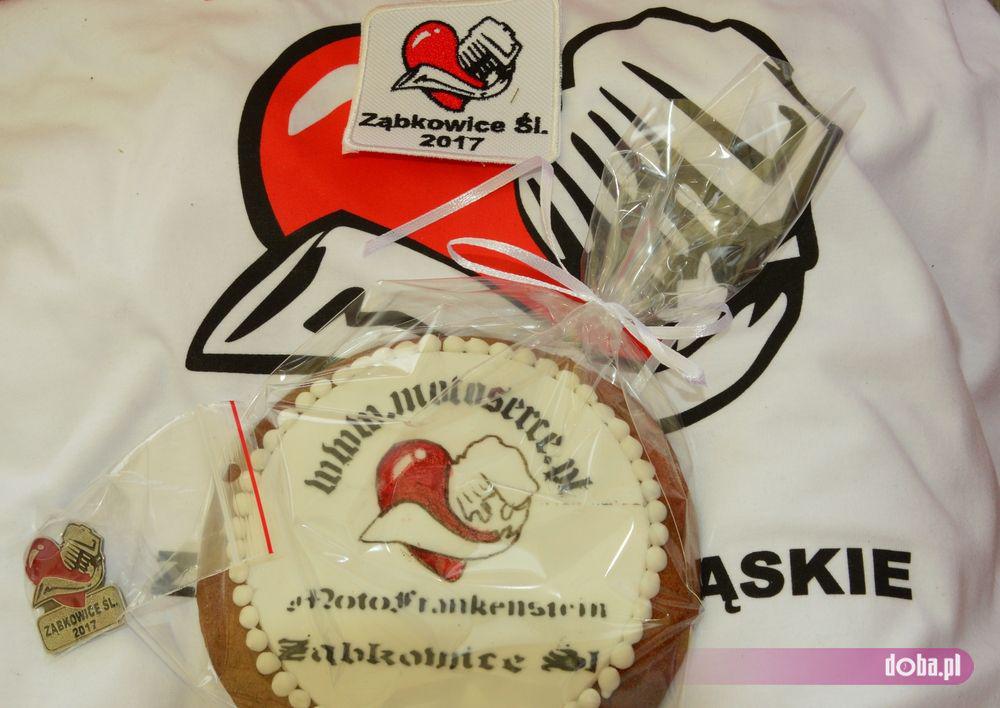 Ząbkowice Śl.
2017
www.motoserce.pl
MotoFrankenstein
Ząbkowice Śl
ZĄBKOWICE ŚL.
2017
ĄSKIE
doba.pl